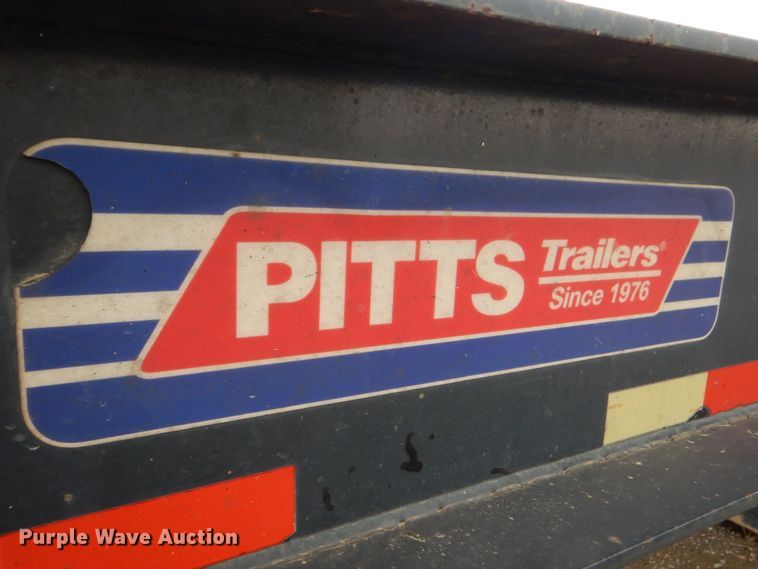 PITTS
Trailers®
Since 1976
Purple Wave Auction